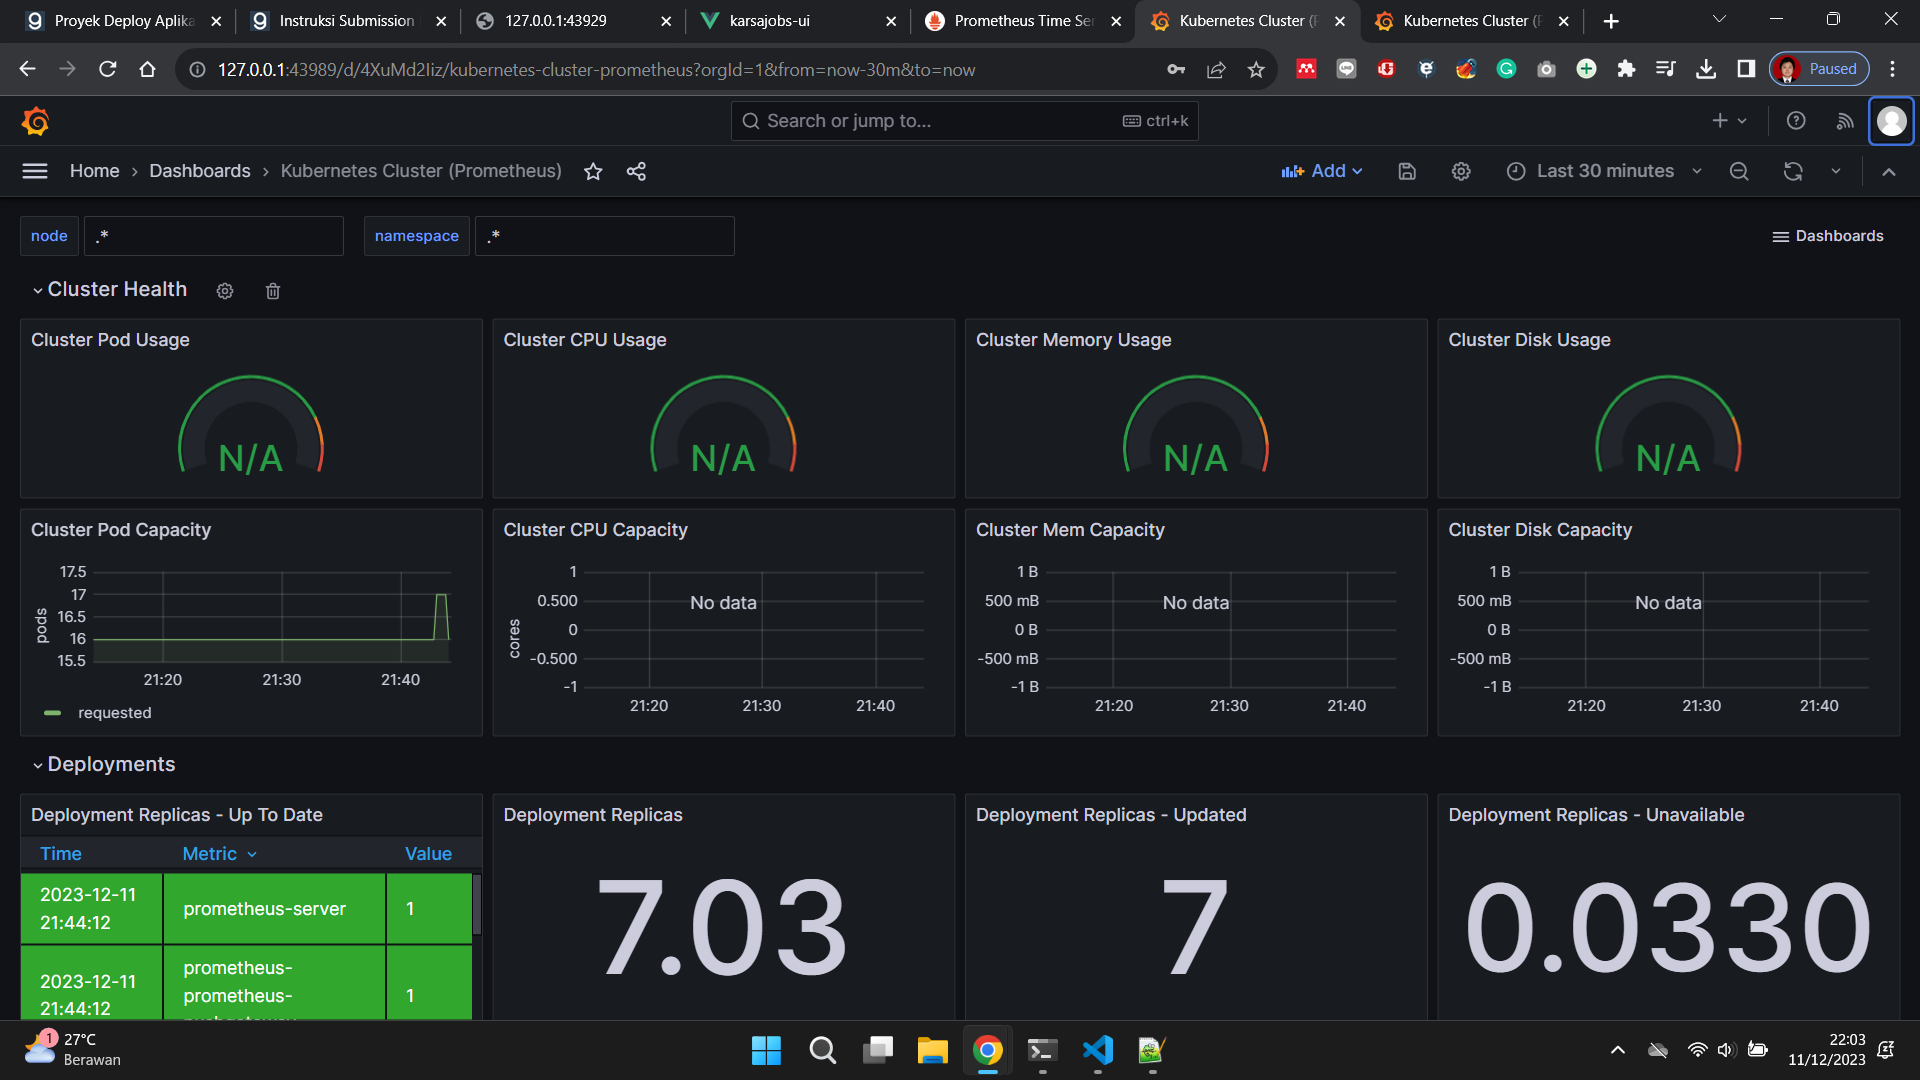 Proyek Deploy Aplika
Instruksi Submission
127.0.0.1:43929
karsajobs-ui
Prometheus Time Ser
Kubernetes Cluster (P
Kubernetes Cluster (P
127.0.0.1:43989/d/4XuMd2Iiz/kubernetes-cluster-prometheus?orgId=1&from=now-30m&to=now
Paused
Search or jump to...
ctrl+k
Home › Dashboards › Kubernetes Cluster (Prometheus)
Add
Last 30 minutes
node .* namespace .*
Dashboards
Cluster Health
Cluster Pod Usage
N/A
Cluster CPU Usage
N/A
Cluster Memory Usage
N/A
Cluster Disk Usage
N/A
Cluster Pod Capacity
pods
17.5
17
16.5
16
15.5
21:20 21:30 21:40
requested
Cluster CPU Capacity
cores
1
0.500
0
-0.500
-1
No data
21:20 21:30 21:40
Cluster Mem Capacity
1 B
500 mB
0 B
-500 mB
-1 B
No data
21:20 21:30 21:40
Cluster Disk Capacity
1 B
500 mB
0 B
-500 mB
-1 B
No data
21:20 21:30 21:40
Deployments
Deployment Replicas - Up To Date
Time Metric Value
2023-12-11
21:44:12
prometheus-server
1
2023-12-11
21:44:12
prometheus-
prometheus-
1
Deployment Replicas
7.03
Deployment Replicas - Updated
7
Deployment Replicas - Unavailable
0.0330
1
27°C
Berawan
22:03
11/12/2023